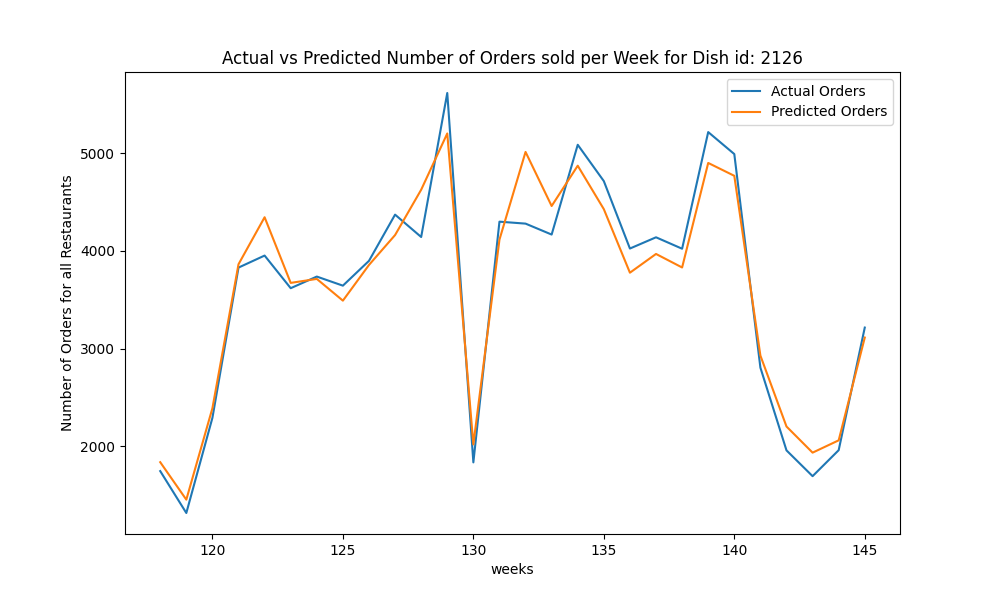 Actual vs Predicted Number of Orders sold per Week for Dish id: 2126
Actual Orders
Predicted Orders
Number of Orders for all Restaurants
5000
4000
3000
2000
120 125 130 135 140 145
weeks